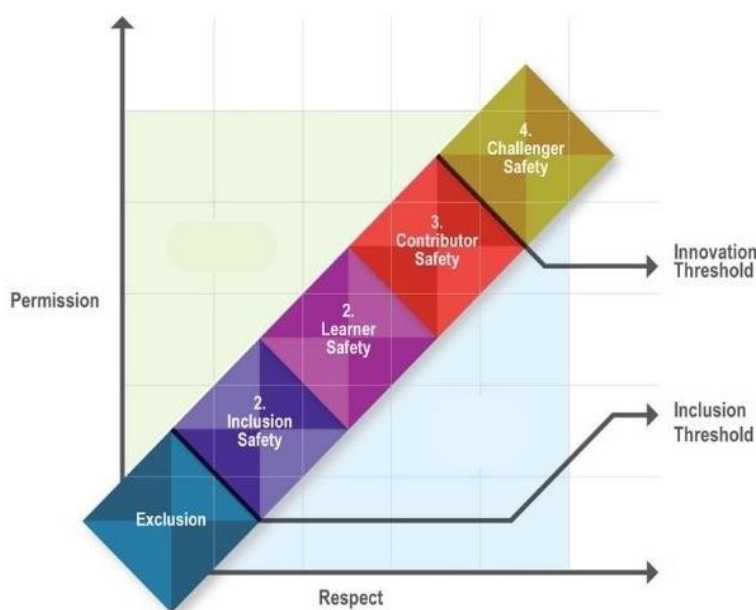 4.
Challenger
Safety
3.
Contributor
Safety
Innovation
Threshold
Permission
2.
Learner
Safety
2.
Inclusion
Safety
Inclusion
Threshold
Exclusion
Respect